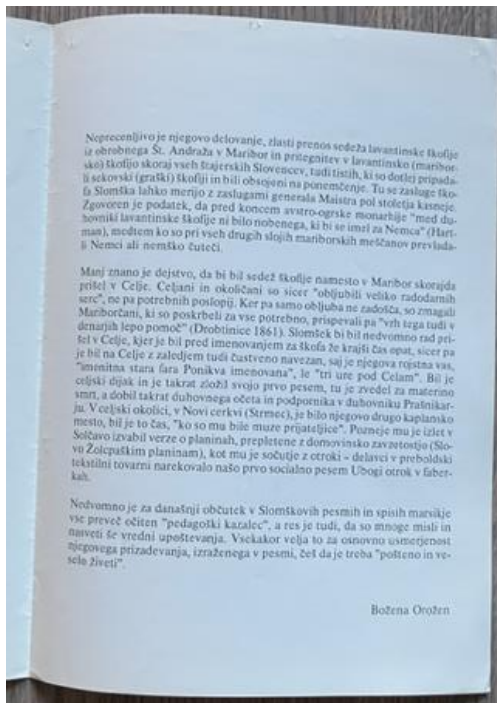 Neprecenljivo je njegovo delovanje, zlasti prenos sedeža lavantinske škofije
iz obrobnega Št. Andraža v Maribor in pritegnitev v lavantinsko (maribor-
sko) škofijo skoraj vseh štajerskih Slovencev, tudi tistih, ki so dotlej pripada-
li sekovski (graški) škofiji in bili obsojeni na ponemčenje. Tu se zasluge ško-
fa Slomška lahko merijo z zaslugami generala Maistra pol stoletja kasneje.
Zgovoren je podatek, da pred koncem avstro-ogrske monarhije "med du-
hovniki lavantinske škofije ni bilo nobenega, ki bi se imel za Nemca" (Hart-
man), medtem ko so pri vseh drugih slojih mariborskih meščanov prevlada-
li Nemci ali nemško čuteči.
Manj znano je dejstvo, da bi bil sedež škofije namesto v Maribor skorajda
prišel v Celje. Celjani in okoličani so sicer "obljubili veliko radodarnih
serc", ne pa potrebnih poslopij. Ker pa samo obljuba ne zadošča, so zmagali
Mariborčani, ki so poskrbeli za vse potrebno, prispevali pa "vrh tega tudi v
denarjih lepo pomoč" (Drobtinice 1861). Slomšek bi bil nedvomno rad pri-
šel v Celje, kjer je bil pred imenovanjem za škofa že krajši čas opat, sicer pa
je bil na Celje z zaledjem tudi čustveno navezan, saj je njegova rojstna vas,
"imenitna stara fara Ponikva imenovana", le "tri ure pod Celam". Bil je
celjski dijak in je takrat zložil svojo prvo pesem, tu je zvedel za materino
smrt, a dobil takrat duhovnega očeta in podpornika v duhovniku Prašnikar-
ju. V celjski okolici, v Novi cerkvi (Strmec), je bilo njegovo drugo kaplansko
mesto, bil je to čas, "ko so mu bile muze prijateljice". Pozneje mu je izlet v
Solčavo izvabil verze o planinah, prepletene z domovinsko zavzetostjo (Slo-
vo Žolcpaškim planinam), kot mu je sočutje z otroki - delavci v preboldski
tekstilni tovarni narekovalo našo prvo socialno pesem Ubogi otrok v faber-
kah.
Nedvomno je za današnji občutek v Slomškovih pesmih in spisih marsikje
vse preveč očiten "pedagoški kazalec", a res je tudi, da so mnoge misli in
nasveti še vredni upoštevanja. Vsekakor velja to za osnovno usmerjenost
njegovega prizadevanja, izraženega v pesmi, češ da je treba "pošteno in ve-
selo živeti".
Božena Orožen